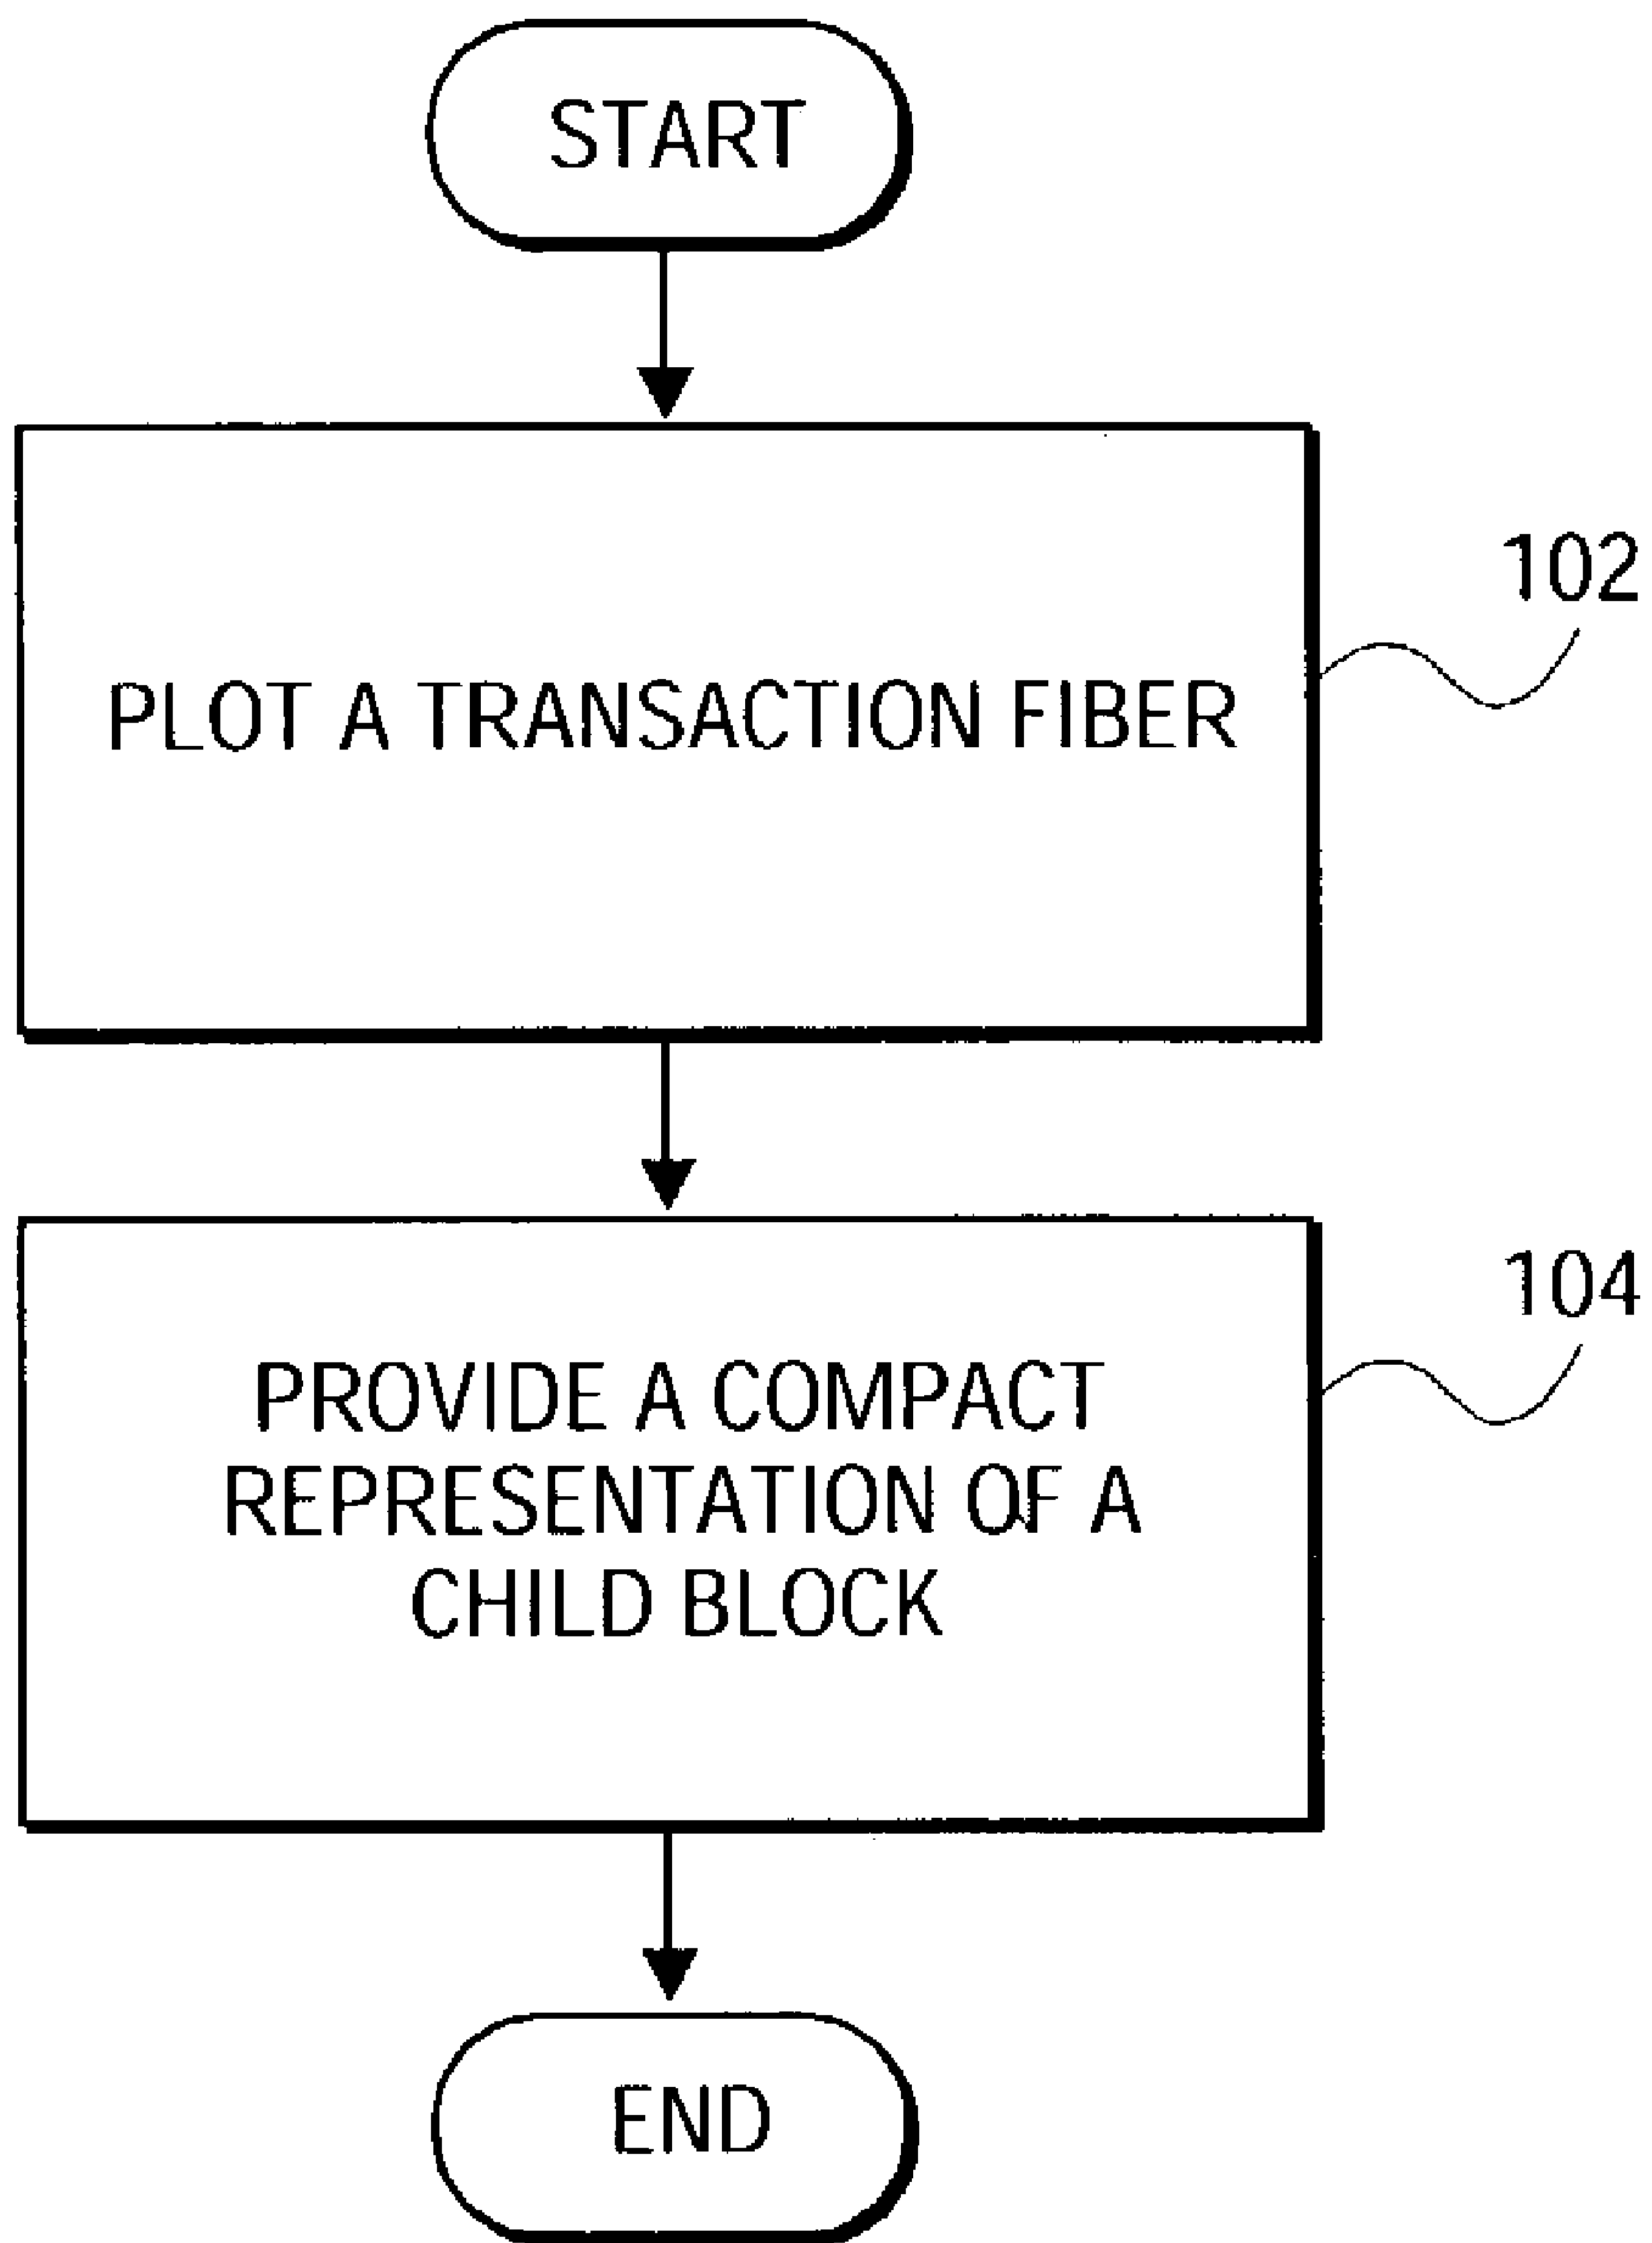 START
PLOT A TRANSACTION FIBER
102
PROVIDE A COMPACT
REPRESENTATION OF A
CHILD BLOCK
104
END